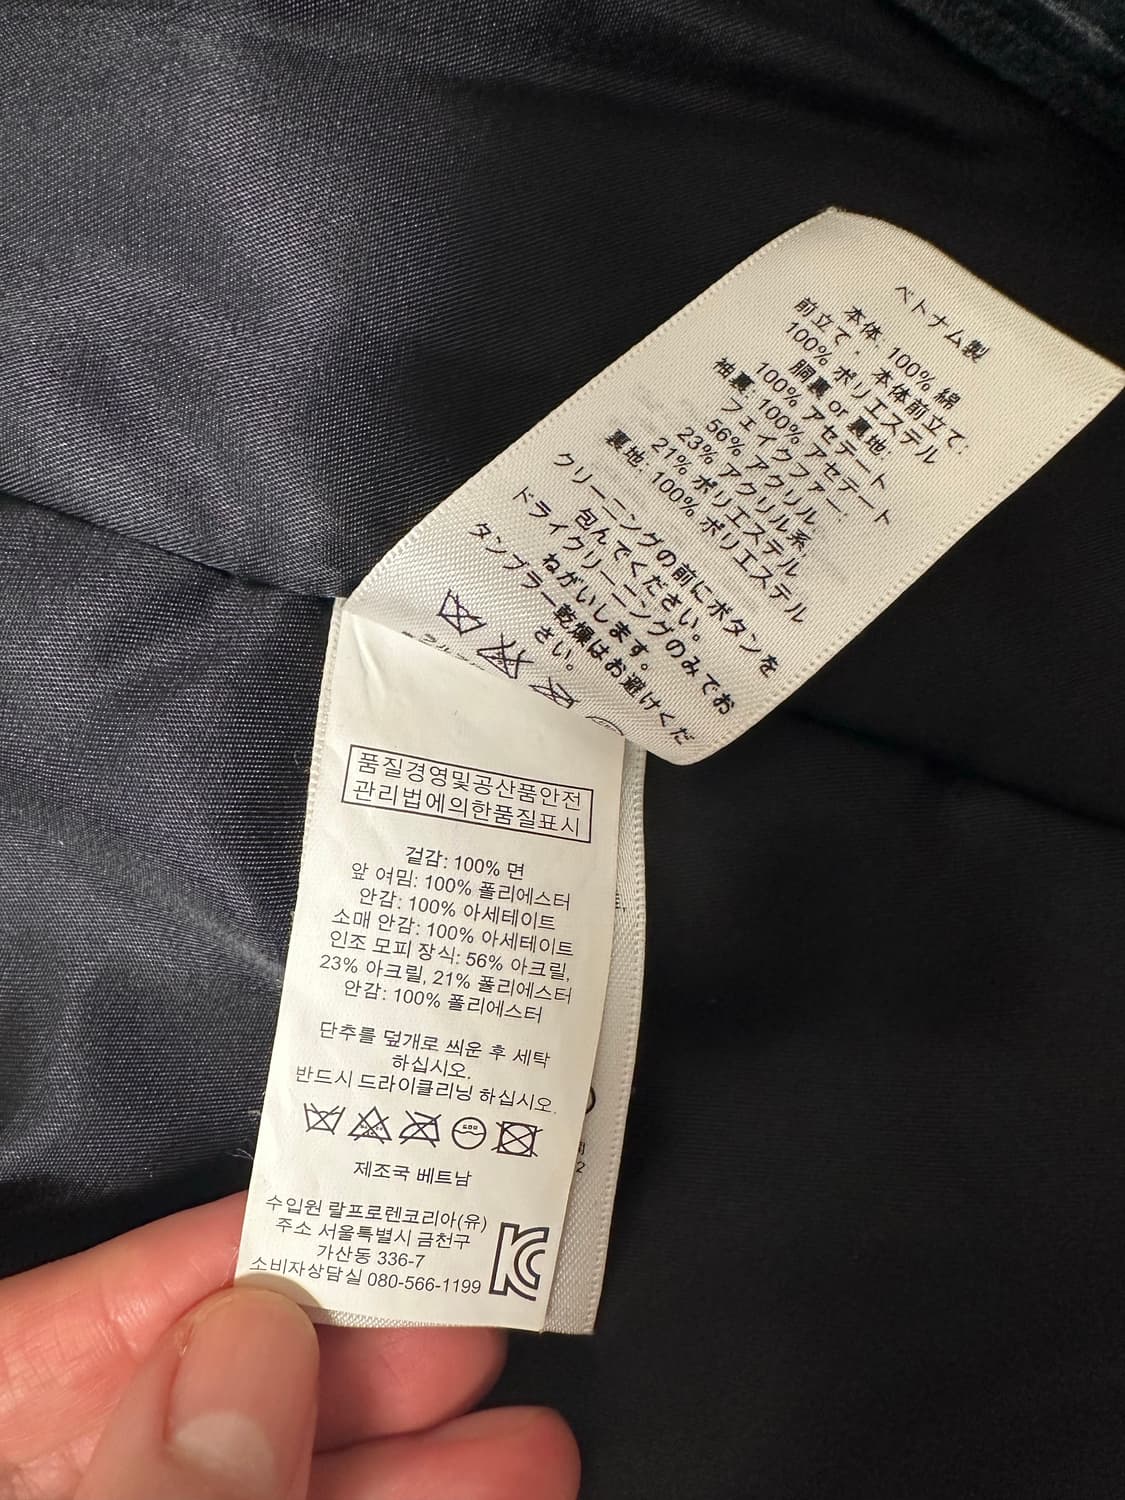 ベトナム製
本体: 100% 綿
前立て・本体前立て:
100% ポリエステル
胴裏 or 裏地:
100% アセテート
袖裏: 100% アセテート
フェイクファー:
56% アクリル,
23% アクリル系,
21% ポリエステル
裏地: 100% ポリエステル
クリーニングの前にボタンを
包んでください。
ドライクリーニングのみでお
ねがいします。
タンブラー乾燥はお避けくだ
さい。
품질경영및공산품안전
관리법에의한품질표시
겉감: 100% 면
앞 여밈: 100% 폴리에스터
안감: 100% 아세테이트
소매 안감: 100% 아세테이트
인조 모피 장식: 56% 아크릴,
23% 아크릴, 21% 폴리에스터
안감: 100% 폴리에스터
단추를 덮개로 씌운 후 세탁
하십시오.
반드시 드라이클리닝 하십시오.
제조국 베트남
수입원 랄프로렌코리아(유)
주소 서울특별시 금천구
가산동 336-7
소비자상담실 080-566-1199
KC